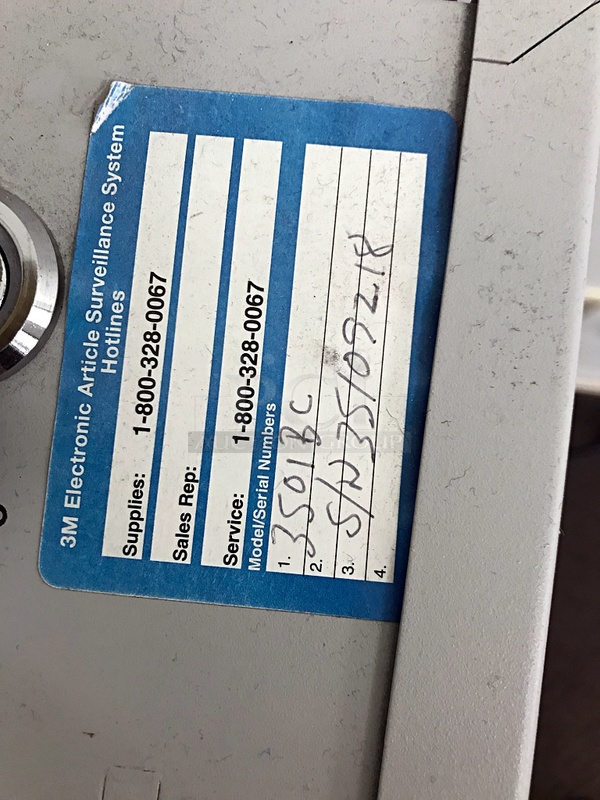 3M Electronic Article Surveillance System
Hotlines
Supplies: 1-800-328-0067
Sales Rep:
Service: 1-800-328-0067
Model/Serial Numbers
1. 3501BC
2.
3. S/N 35109218
4.